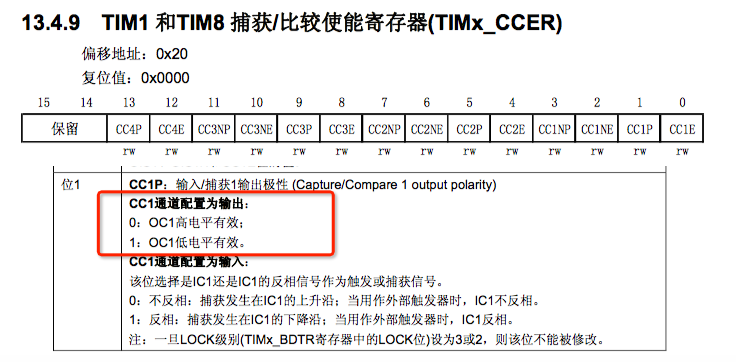 13.4.9 TIM1 和TIM8 捕获/比较使能寄存器(TIMx_CCER)
偏移地址：0x20
复位值：0x0000
15 14 13 12 11 10 9 8 7 6 5 4 3 2 1 0
保留 CC4P CC4E CC3NP CC3NE CC3P CC3E CC2NP CC2NE CC2P CC2E CC1NP CC1NE CC1P CC1E
rw rw rw rw rw rw rw rw rw rw rw rw rw rw
位1 CC1P：输入/捕获1输出极性 (Capture/Compare 1 output polarity)
CC1通道配置为输出：
0：OC1高电平有效；
1：OC1低电平有效。
CC1通道配置为输入：
该位选择是IC1还是IC1的反相信号作为触发或捕获信号。
0：不反相：捕获发生在IC1的上升沿；当用作外部触发器时，IC1不反相。
1：反相：捕获发生在IC1的下降沿；当用作外部触发器时，IC1反相。
注：一旦LOCK级别(TIMx_BDTR寄存器中的LOCK位)设为3或2，则该位不能被修改。